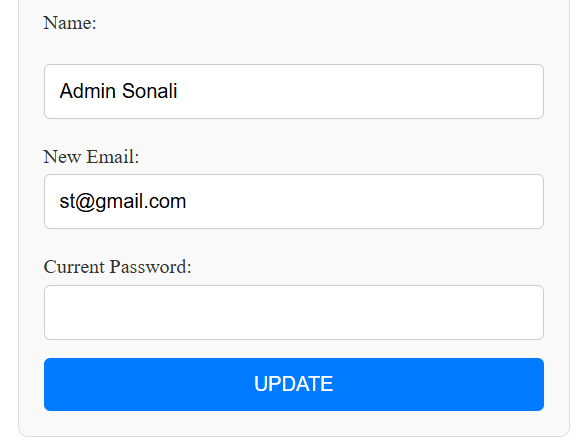 Name:
Admin Sonali
New Email:
st@gmail.com
Current Password:
UPDATE